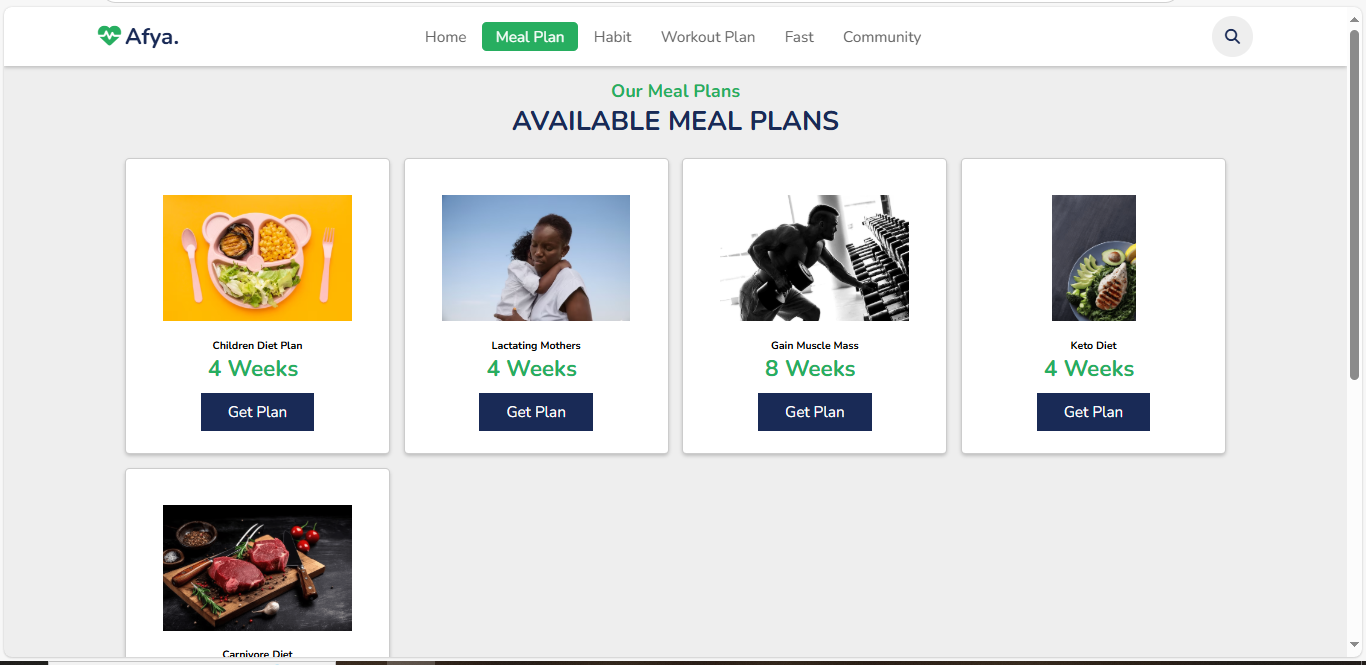 Afya.
Home
Meal Plan
Habit
Workout Plan
Fast
Community
Our Meal Plans
AVAILABLE MEAL PLANS
Children Diet Plan
4 Weeks
Get Plan
Lactating Mothers
4 Weeks
Get Plan
Gain Muscle Mass
8 Weeks
Get Plan
Keto Diet
4 Weeks
Get Plan
Carnivore Diet